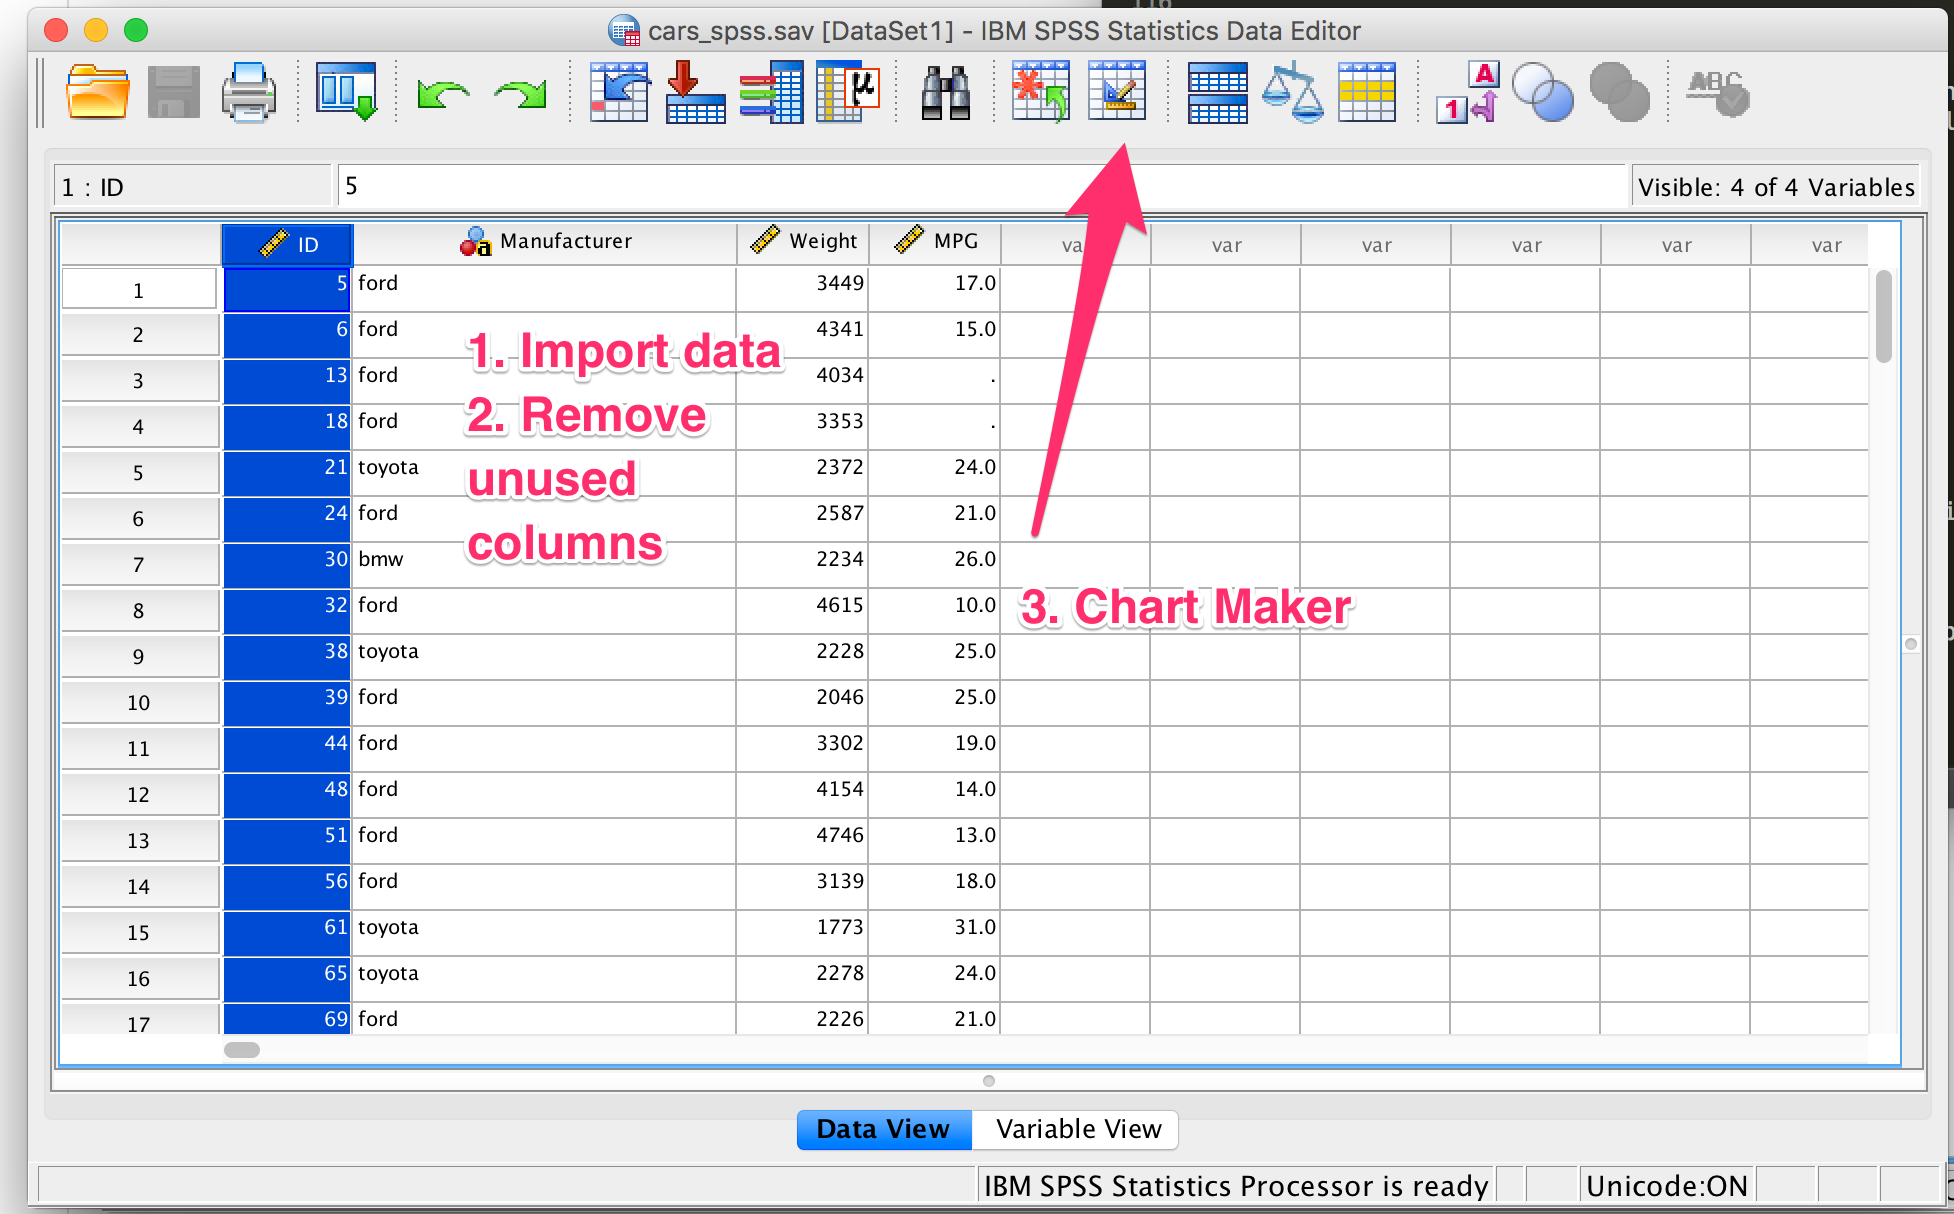 116
cars_spss.sav [DataSet1] - IBM SPSS Statistics Data Editor
A
1
μ
ABC
1 : ID
5
Visible: 4 of 4 Variables
ID Manufacturer Weight MPG var var var var var var
1 5 ford 3449 17.0
2 6 ford 4341 15.0
3 13 ford 4034 .
4 18 ford 3353 .
5 21 toyota 2372 24.0
6 24 ford 2587 21.0
7 30 bmw 2234 26.0
8 32 ford 4615 10.0
9 38 toyota 2228 25.0
10 39 ford 2046 25.0
11 44 ford 3302 19.0
12 48 ford 4154 14.0
13 51 ford 4746 13.0
14 56 ford 3139 18.0
15 61 toyota 1773 31.0
16 65 toyota 2278 24.0
17 69 ford 2226 21.0
1. Import data
2. Remove
unused
columns
3. Chart Maker
Data View Variable View
IBM SPSS Statistics Processor is ready Unicode:ON